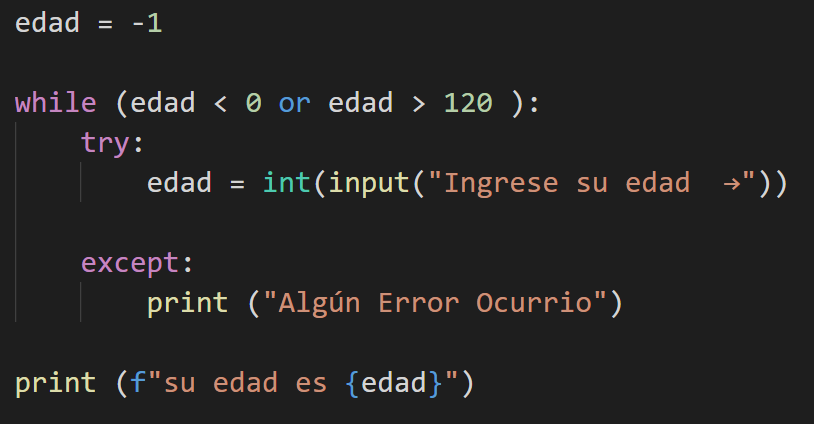 edad = -1
while (edad < 0 or edad > 120 ):
try:
edad = int(input("Ingrese su edad  →"))
except:
print ("Algún Error Ocurrio")
print (f"su edad es {edad}")